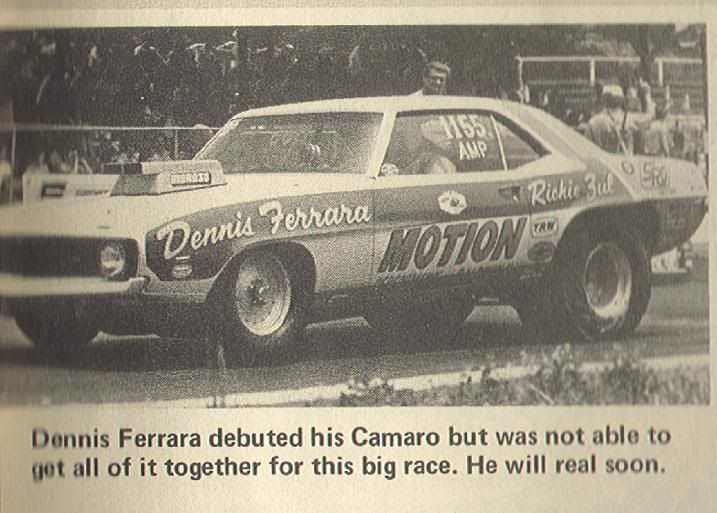 1155
AMP
Richie Zul
Dennis Ferrara
MOTION
TRW
Dennis Ferrara debuted his Camaro but was not able to
get all of it together for this big race. He will real soon.